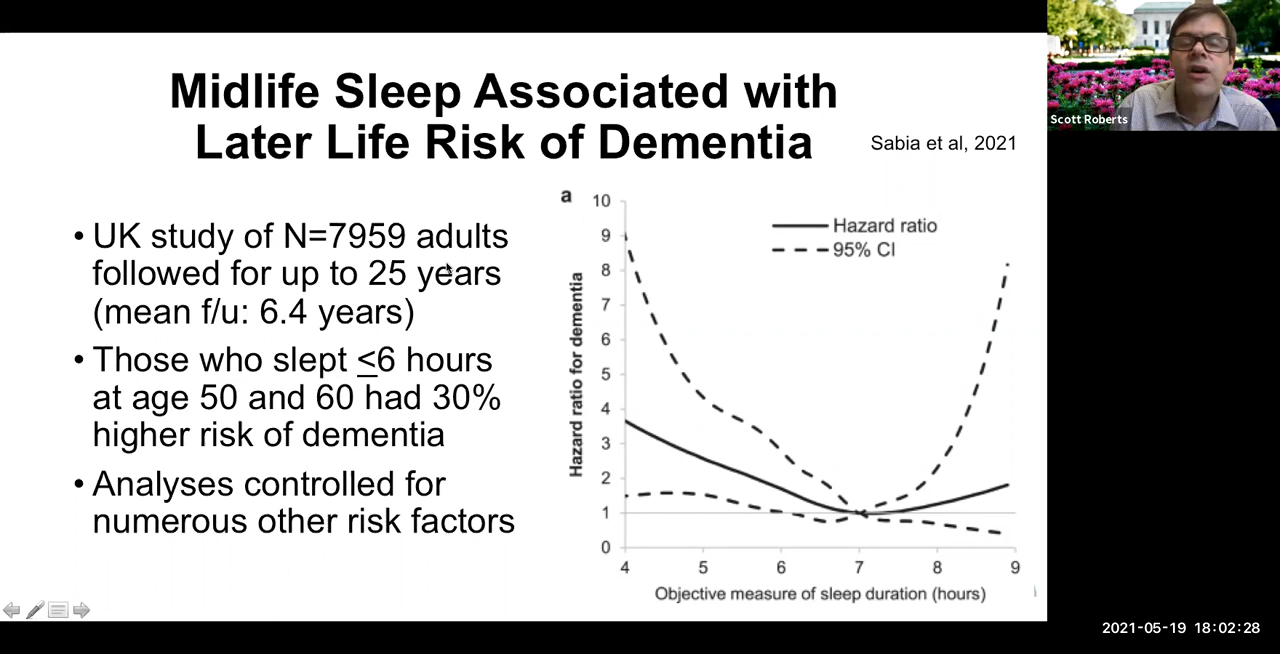 Midlife Sleep Associated with
Later Life Risk of Dementia
Sabia et al, 2021
• UK study of N=7959 adults
followed for up to 25 years
(mean f/u: 6.4 years)
• Those who slept <6 hours
at age 50 and 60 had 30%
higher risk of dementia
• Analyses controlled for
numerous other risk factors
a
Hazard ratio
95% CI
Hazard ratio for dementia
10
9
8
7
6
5
4
3
2
1
0
4 5 6 7 8 9
Objective measure of sleep duration (hours)
Scott Roberts
2021-05-19 18:02:28